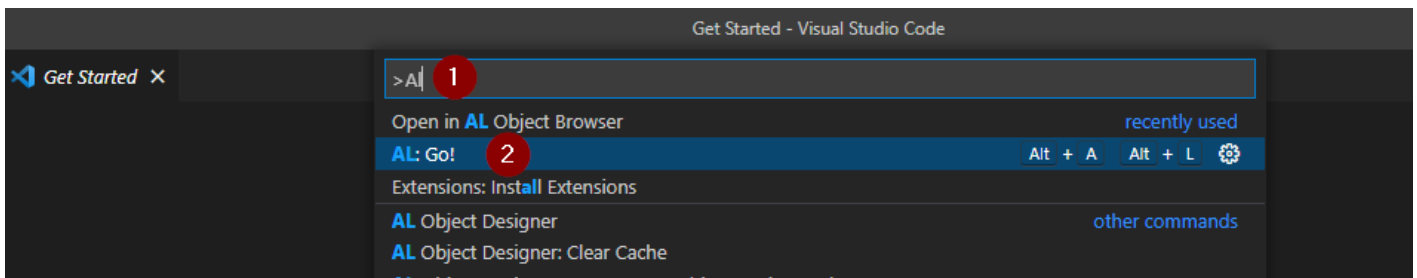 Get Started - Visual Studio Code
Get Started
>Al 1
Open in AL Object Browser recently used
AL: Go! 2 Alt + A Alt + L
Extensions: Install Extensions
AL Object Designer other commands
AL Object Designer: Clear Cache